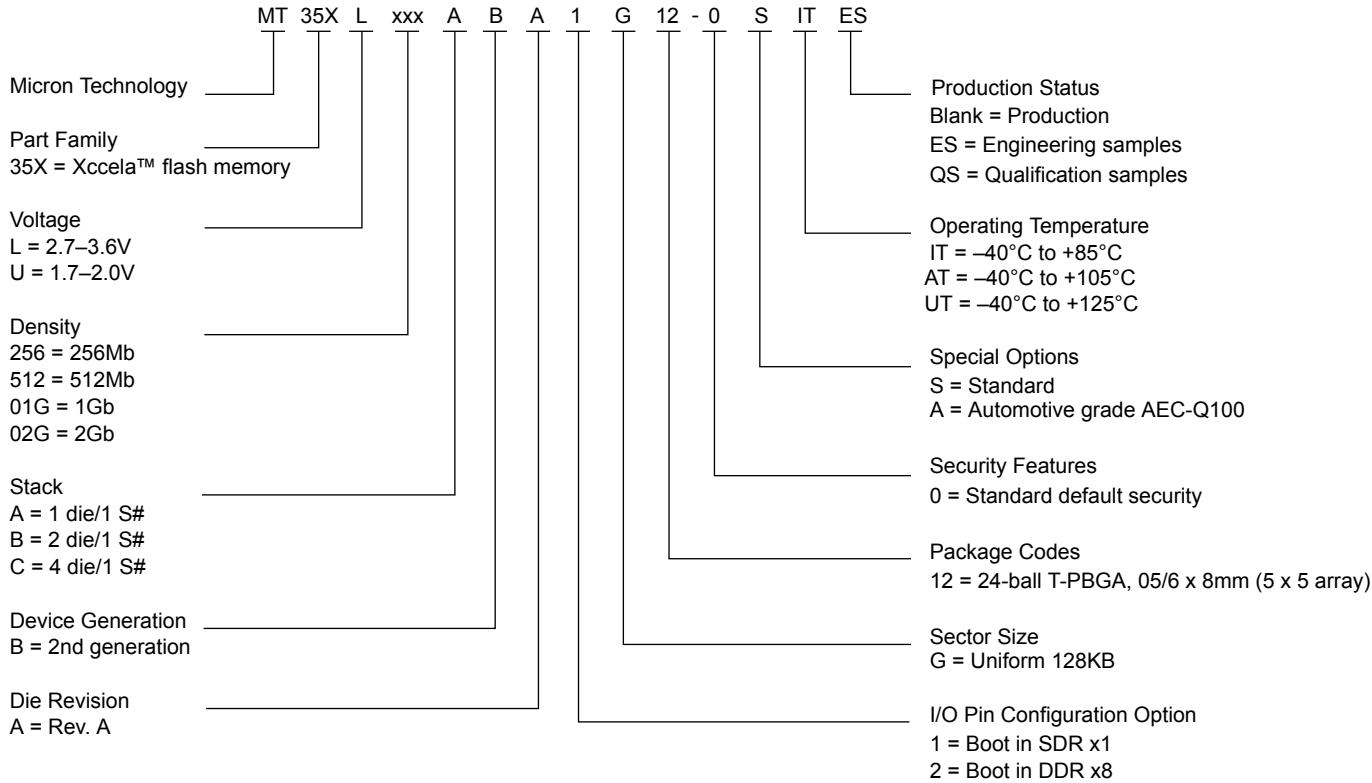 MT 35X L xxx A B A 1 G 12 - 0 S IT ES
Micron Technology
Part Family
35X = Xccela™ flash memory
Voltage
L = 2.7–3.6V
U = 1.7–2.0V
Density
256 = 256Mb
512 = 512Mb
01G = 1Gb
02G = 2Gb
Stack
A = 1 die/1 S#
B = 2 die/1 S#
C = 4 die/1 S#
Device Generation
B = 2nd generation
Die Revision
A = Rev. A
Production Status
Blank = Production
ES = Engineering samples
QS = Qualification samples
Operating Temperature
IT = –40°C to +85°C
AT = –40°C to +105°C
UT = –40°C to +125°C
Special Options
S = Standard
A = Automotive grade AEC-Q100
Security Features
0 = Standard default security
Package Codes
12 = 24-ball T-PBGA, 05/6 x 8mm (5 x 5 array)
Sector Size
G = Uniform 128KB
I/O Pin Configuration Option
1 = Boot in SDR x1
2 = Boot in DDR x8